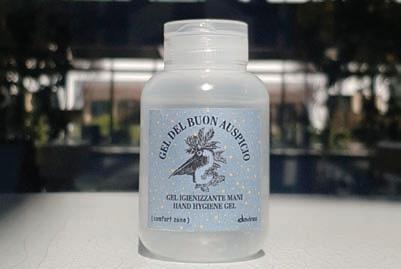 GEL DEL BUON AUSPICIO
GEL IGIENIZZANTE MANI
HAND HYGIENE GEL
[ comfort zone ]
davines